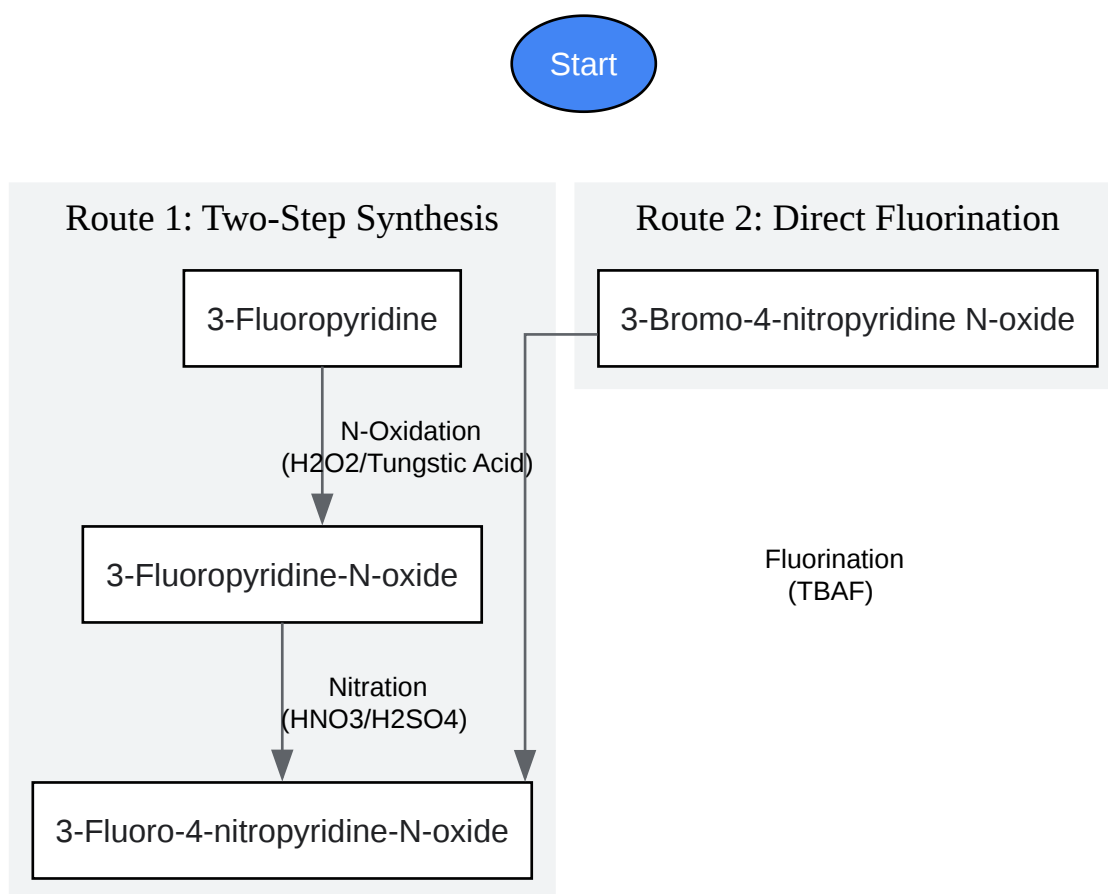 Start
Route 1: Two-Step Synthesis
3-Fluoropyridine
N-Oxidation
(H2O2/Tungstic Acid)
3-Fluoropyridine-N-oxide
Nitration
(HNO3/H2SO4)
3-Fluoro-4-nitropyridine-N-oxide
Route 2: Direct Fluorination
3-Bromo-4-nitropyridine N-oxide
Fluorination
(TBAF)